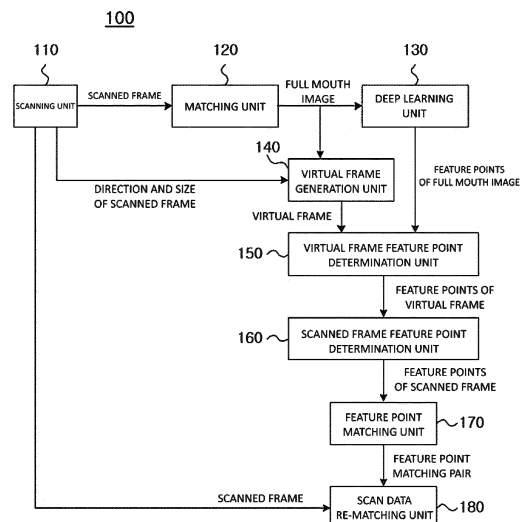 100
110
120
130
SCANNING UNIT
SCANNED FRAME
MATCHING UNIT
FULL MOUTH
IMAGE
DEEP LEARNING
UNIT
140
DIRECTION AND SIZE
OF SCANNED FRAME
VIRTUAL FRAME
GENERATION UNIT
FEATURE POINTS
OF FULL MOUTH IMAGE
VIRTUAL FRAME
150
VIRTUAL FRAME FEATURE POINT
DETERMINATION UNIT
FEATURE POINTS OF
VIRTUAL FRAME
160
SCANNED FRAME FEATURE POINT
DETERMINATION UNIT
FEATURE POINTS
OF SCANNED FRAME
FEATURE POINT
MATCHING UNIT
170
FEATURE POINT
MATCHING PAIR
SCANNED FRAME
SCAN DATA
RE-MATCHING UNIT
180